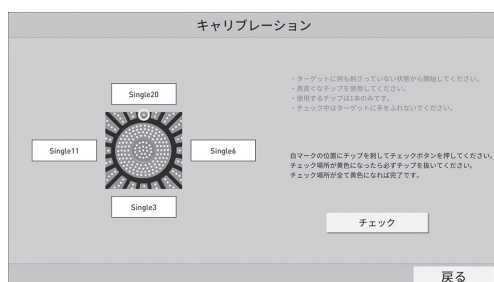 キャリブレーション
・ターゲットに何も刺さっていない状態から開始してください。
・真直ぐなチップを使用してください。
・使用するチップは1本のみです。
・チェック中はターゲットに手をふれないでください。
Single20
Single11
Single6
Single3
白マークの位置にチップを刺してチェックボタンを押してください。
チェック場所が黄色になったら必ずチップを抜いてください。
チェック場所が全て黄色になれば完了です。
チェック
戻る